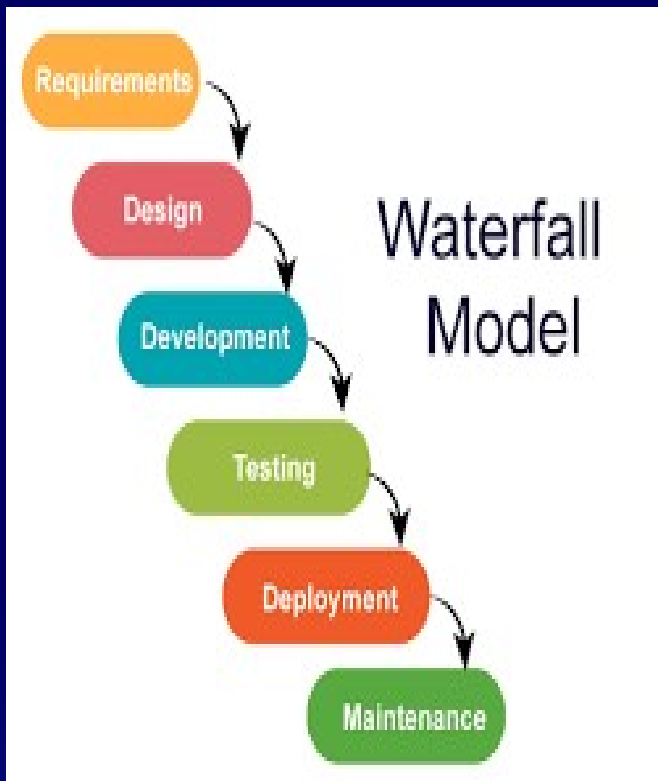 Requirements
Design
Waterfall
Model
Development
Testing
Deployment
Maintenance